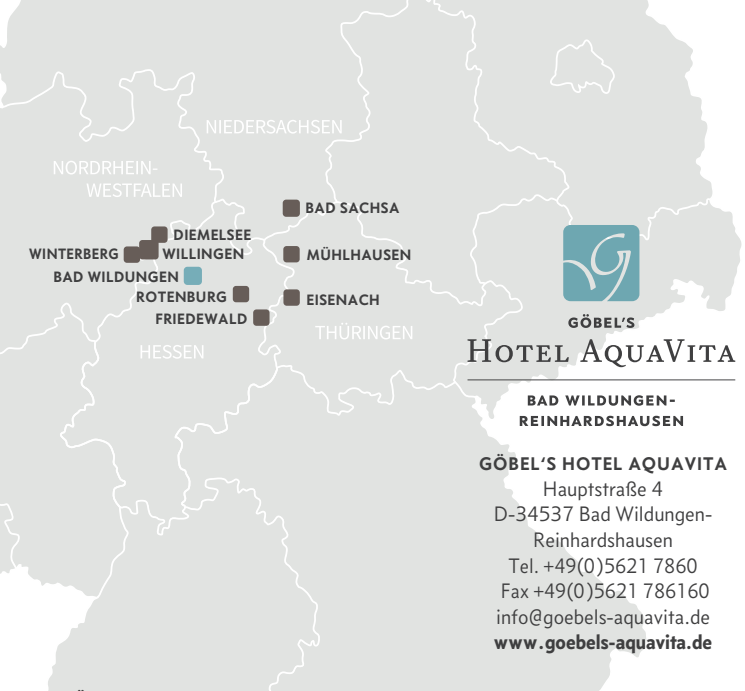 NIEDERSACHSEN
NORDRHEIN-
WESTFALEN
BAD SACHSA
DIEMELSEE
WINTERBERG
WILLINGEN
MÜHLHAUSEN
BAD WILDUNGEN
ROTENBURG
EISENACH
FRIEDEWALD
THÜRINGEN
HESSEN
G
GÖBEL'S
HOTEL AQUAVITA
BAD WILDUNGEN-
REINHARDSHAUSEN
GÖBEL‘S HOTEL AQUAVITA
Hauptstraße 4
D-34537 Bad Wildungen-
Reinhardshausen
Tel. +49(0)5621 7860
Fax +49(0)5621 786160
info@goebels-aquavita.de
www.goebels-aquavita.de